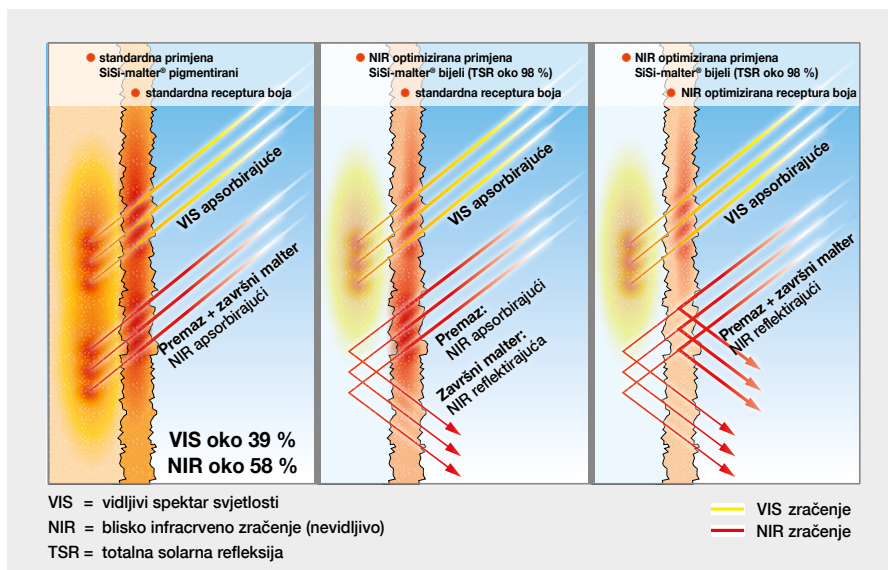 standardna primjena
SiSi-malter® pigmentirani
standardna receptura boja
VIS apsorbirajuće
Premaz + završni malter
NIR apsorbirajući
VIS oko 39 %
NIR oko 58 %
NIR optimizirana primjena
SiSi-malter® bijeli (TSR oko 98 %)
standardna receptura boja
VIS apsorbirajuće
Premaz:
NIR apsorbirajući
Završni malter:
NIR reflektirajuća
NIR optimizirana primjena
SiSi-malter® bijeli (TSR oko 98 %)
NIR optimizirana receptura boja
VIS apsorbirajuće
Premaz + završni malter
NIR reflektirajući
VIS = vidljivi spektar svjetlosti
NIR = blisko infracrveno zračenje (nevidljivo)
TSR = totalna solarna refleksija
VIS zračenje
NIR zračenje